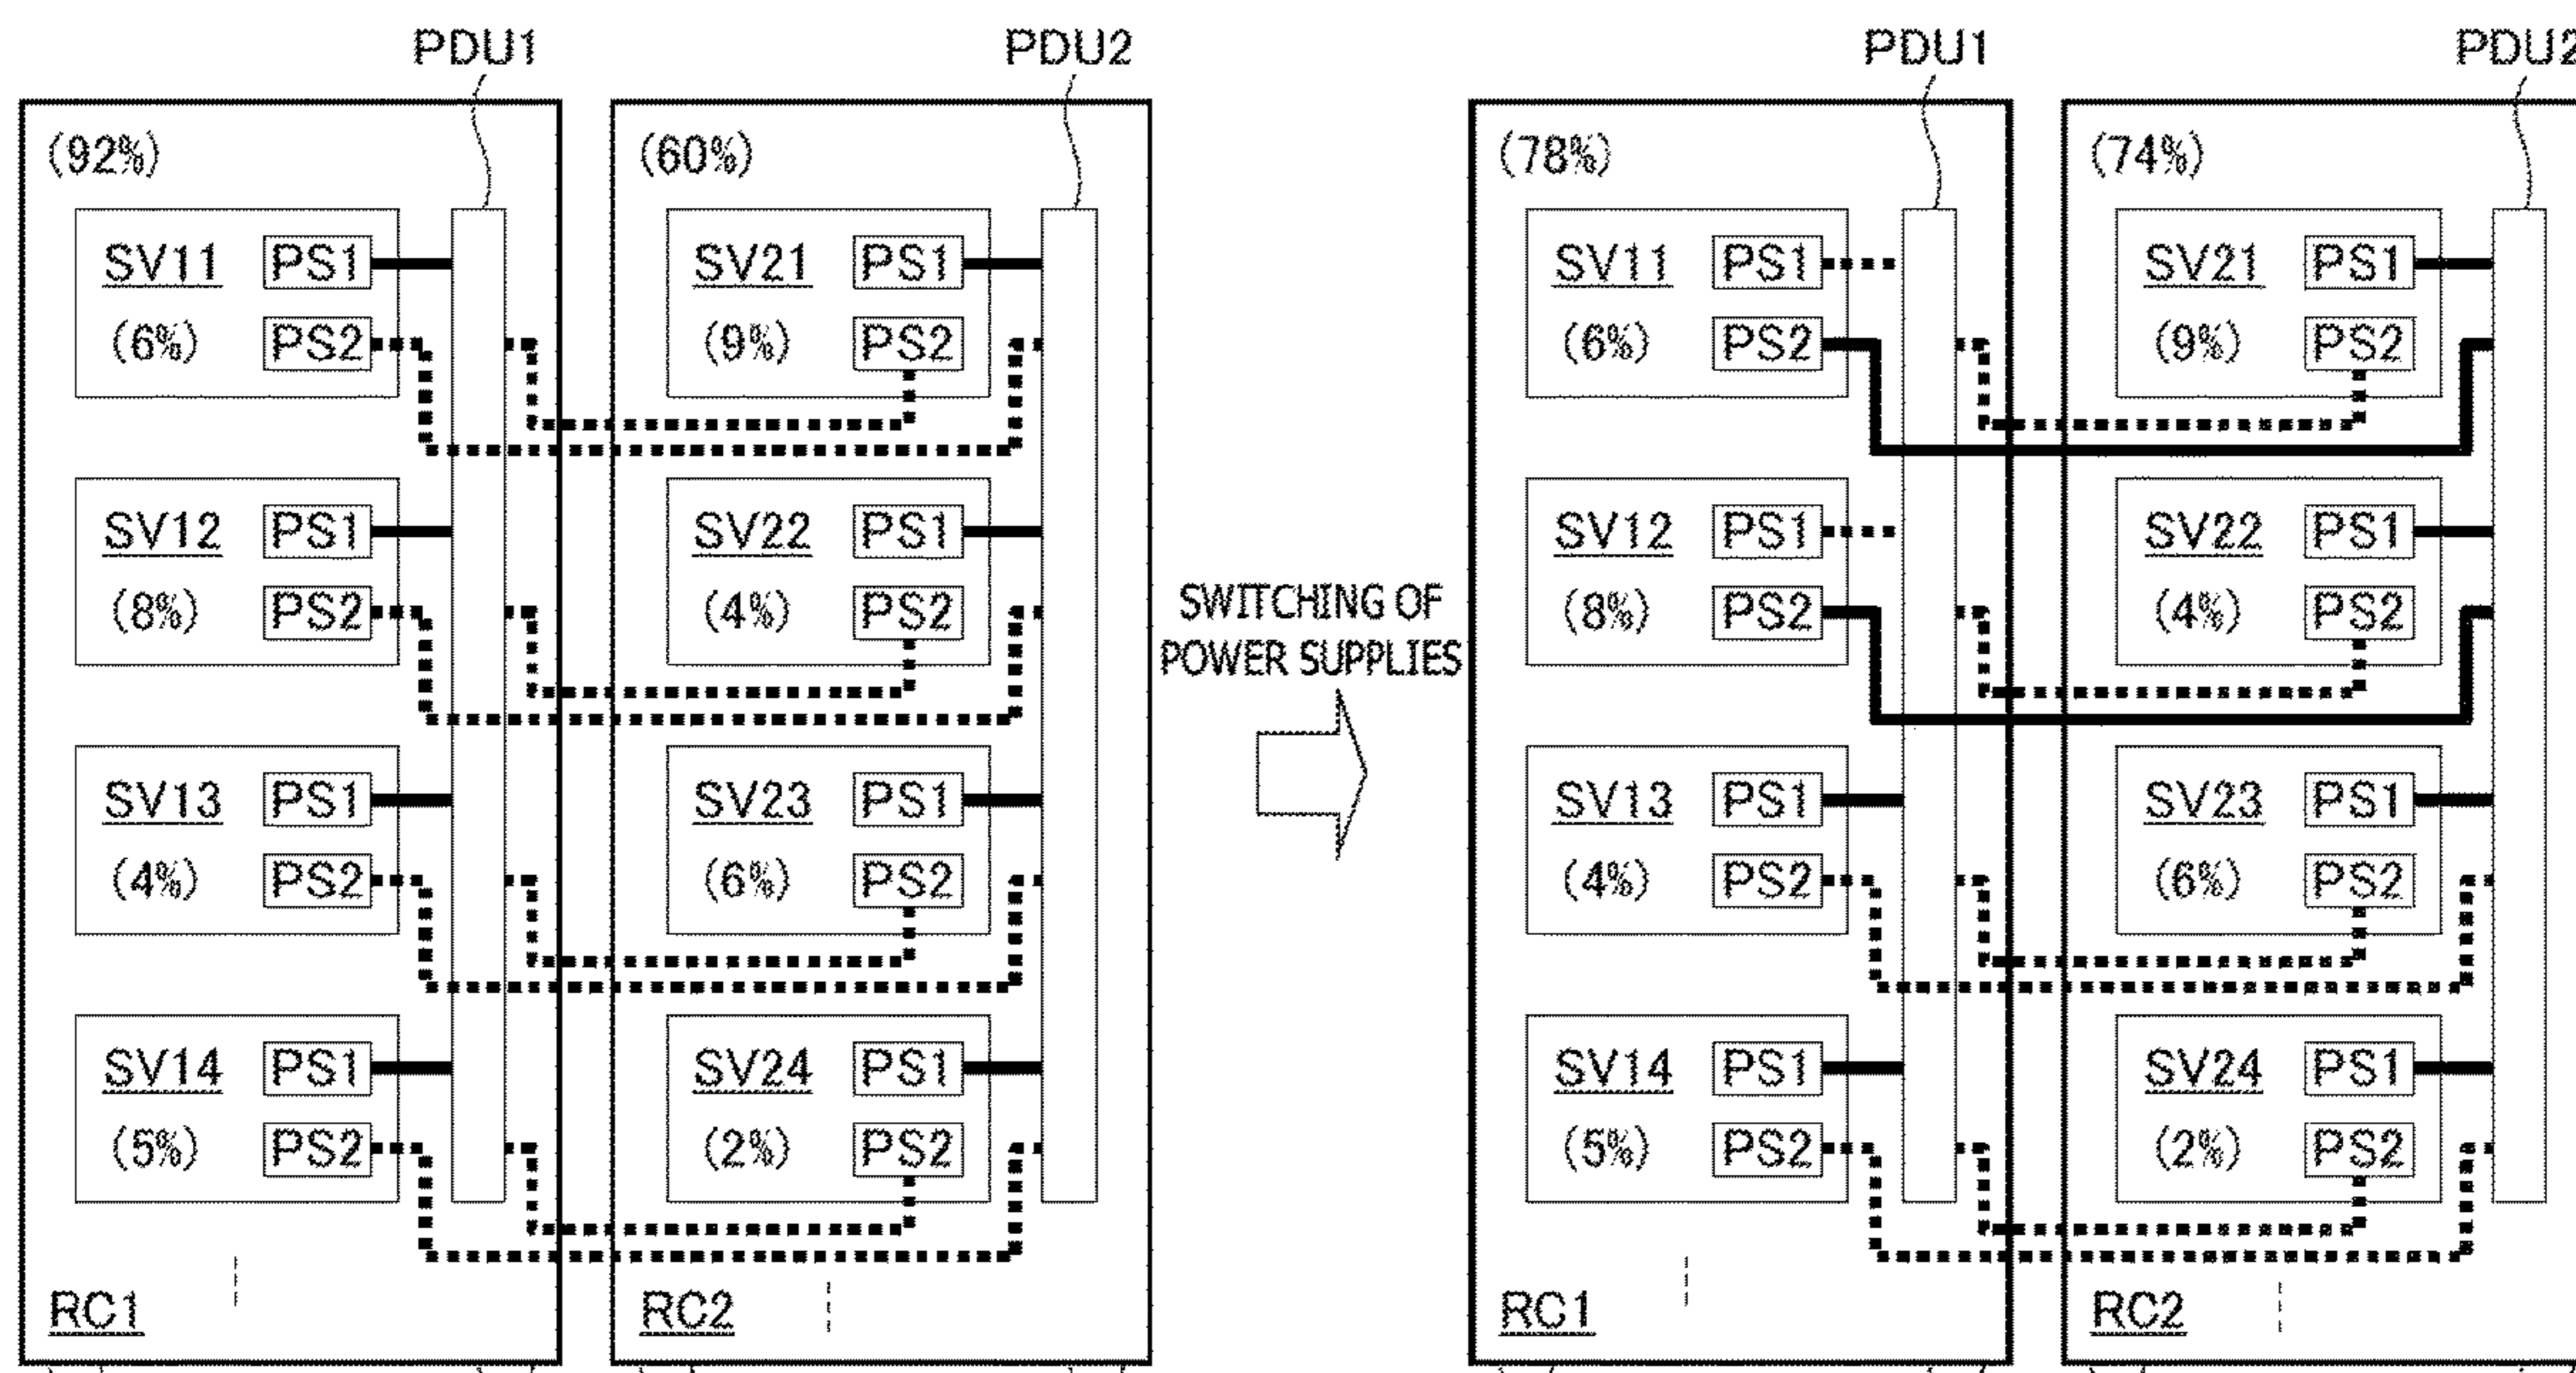 PDU1
PDU2
(92%)
SV11
PS1
(6%)
PS2
SV12
PS1
(8%)
PS2
SV13
PS1
(4%)
PS2
SV14
PS1
(5%)
PS2
RC1
(60%)
SV21
PS1
(9%)
PS2
SV22
PS1
(4%)
PS2
SV23
PS1
(6%)
PS2
SV24
PS1
(2%)
PS2
RC2
SWITCHING OF
POWER SUPPLIES
PDU1
PDU2
(78%)
SV11
PS1
(6%)
PS2
SV12
PS1
(8%)
PS2
SV13
PS1
(4%)
PS2
SV14
PS1
(5%)
PS2
RC1
(74%)
SV21
PS1
(9%)
PS2
SV22
PS1
(4%)
PS2
SV23
PS1
(6%)
PS2
SV24
PS1
(2%)
PS2
RC2